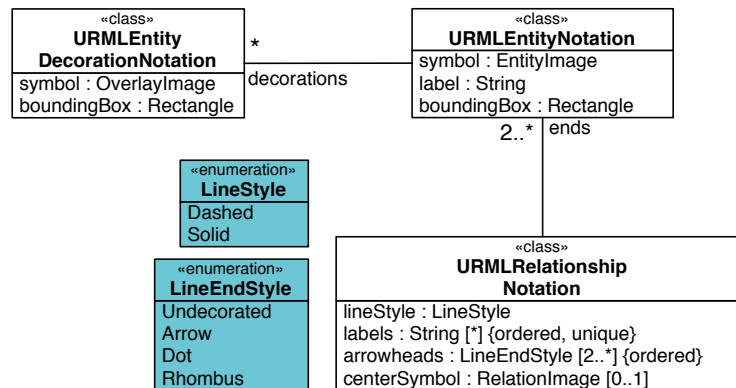 «class»
URMLEntity
DecorationNotation
symbol : OverlayImage
boundingBox : Rectangle
*
decorations
«class»
URMLEntityNotation
symbol : EntityImage
label : String
boundingBox : Rectangle
2..*
ends
«enumeration»
LineStyle
Dashed
Solid
«enumeration»
LineEndStyle
Undecorated
Arrow
Dot
Rhombus
«class»
URMLRelationship
Notation
lineStyle : LineStyle
labels : String [*] {ordered, unique}
arrowheads : LineEndStyle [2..*] {ordered}
centerSymbol : RelationImage [0..1]